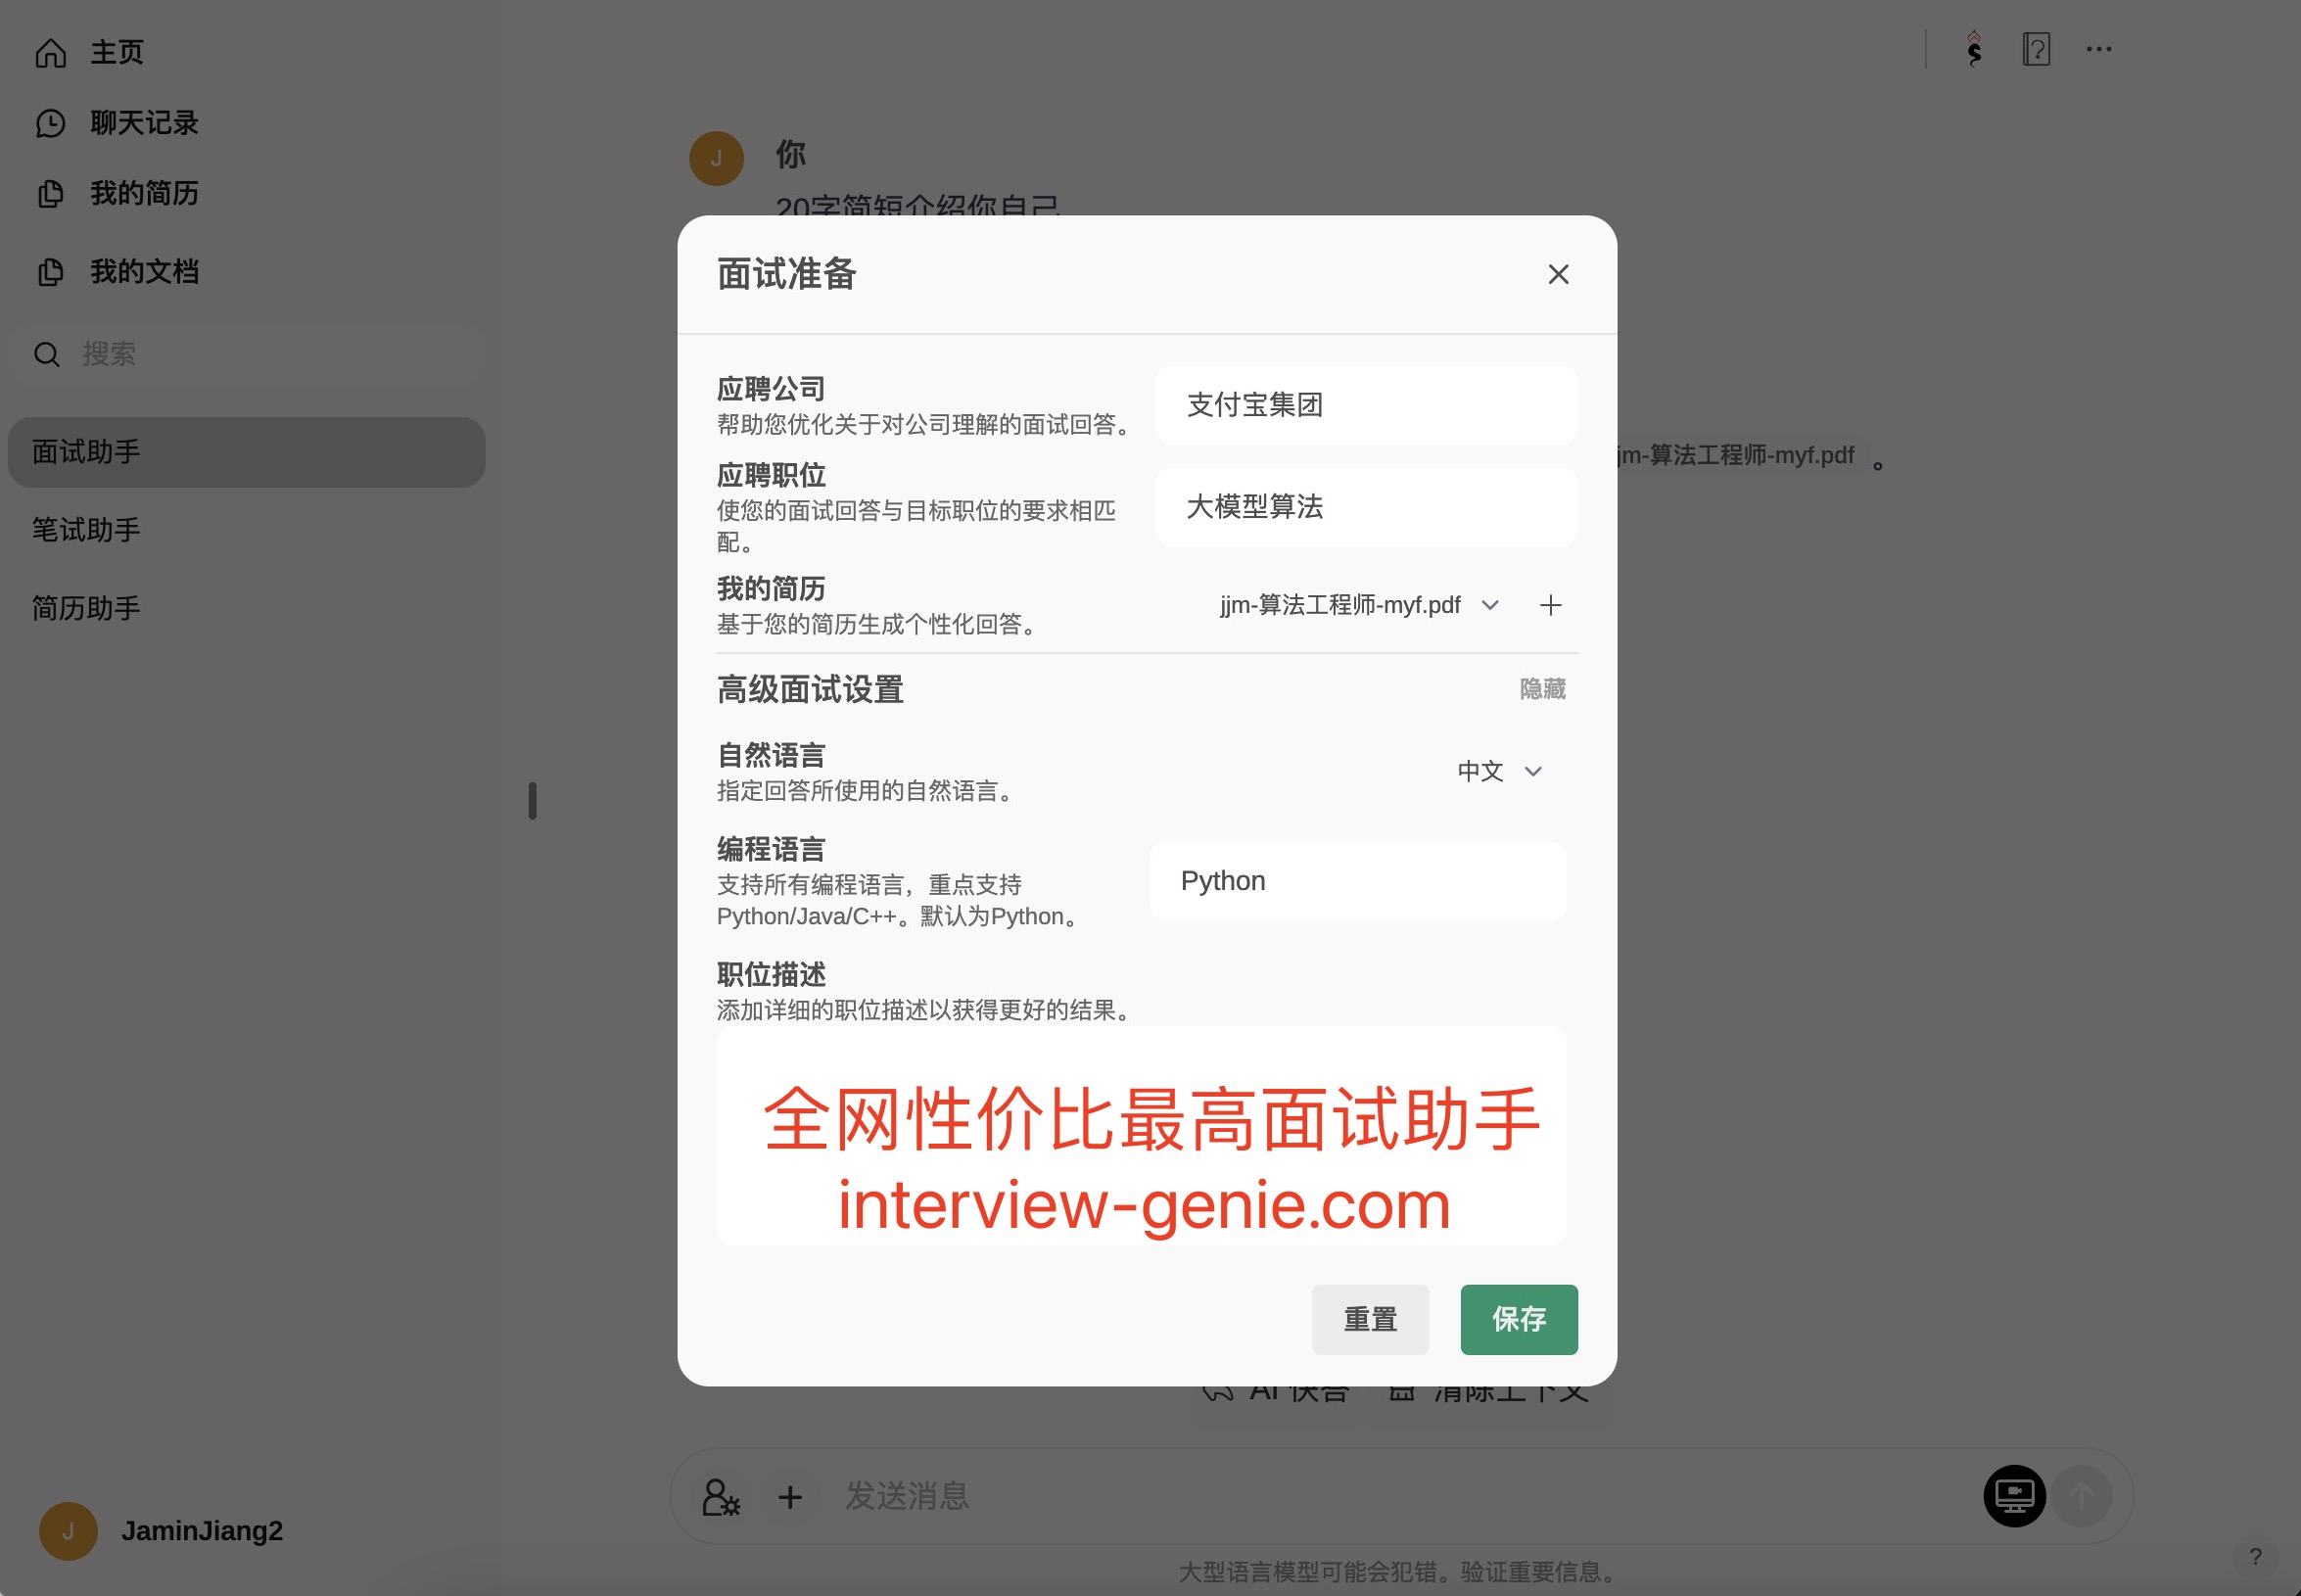 主页
聊天记录
我的简历
我的文档
搜索
面试助手
笔试助手
简历助手
J JaminJiang2
J 你
20字简短介绍你自己
jm-算法工程师-myf.pdf 。
面试准备
应聘公司
帮助您优化关于对公司理解的面试回答。
支付宝集团
应聘职位
使您的面试回答与目标职位的要求相匹
配。
大模型算法
我的简历
基于您的简历生成个性化回答。
jjm-算法工程师-myf.pdf
高级面试设置
隐藏
自然语言
指定回答所使用的自然语言。
中文
编程语言
支持所有编程语言，重点支持
Python/Java/C++。默认为Python。
Python
职位描述
添加详细的职位描述以获得更好的结果。
全网性价比最高面试助手
interview-genie.com
重置
保存
AI 快答
清除上下文
发送消息
大型语言模型可能会犯错。验证重要信息。
?